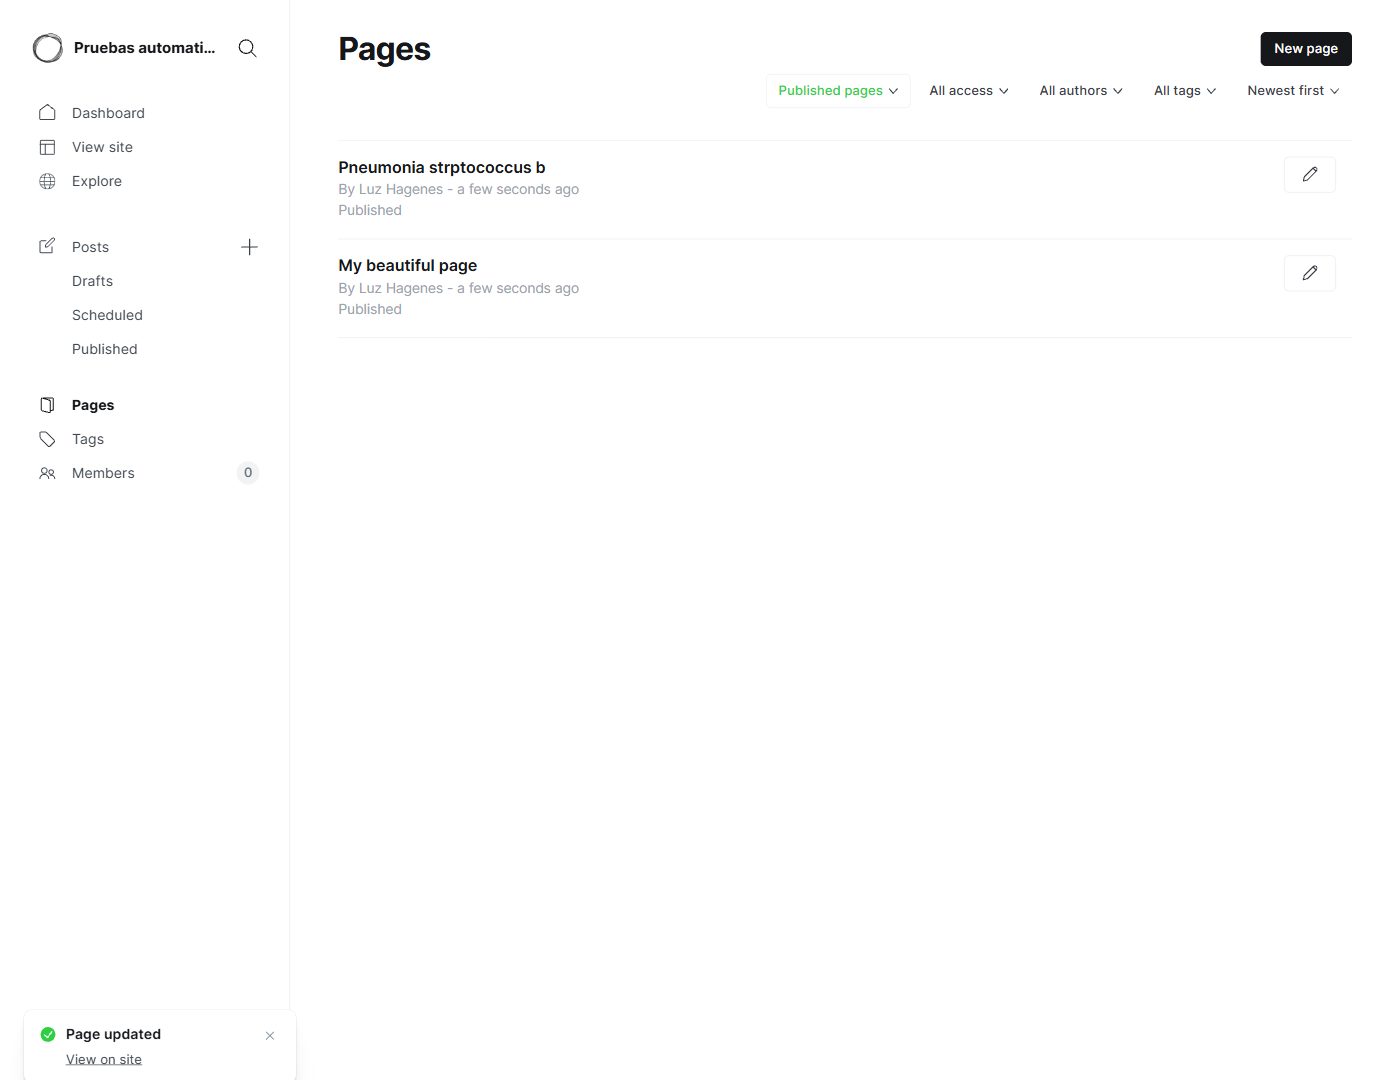 Pruebas automati...
Dashboard
View site
Explore
Posts
Drafts
Scheduled
Published
Pages
Tags
Members
0
Pages
New page
Published pages
All access
All authors
All tags
Newest first
Pneumonia strptococcus b
By Luz Hagenes - a few seconds ago
Published
My beautiful page
By Luz Hagenes - a few seconds ago
Published
Page updated
View on site